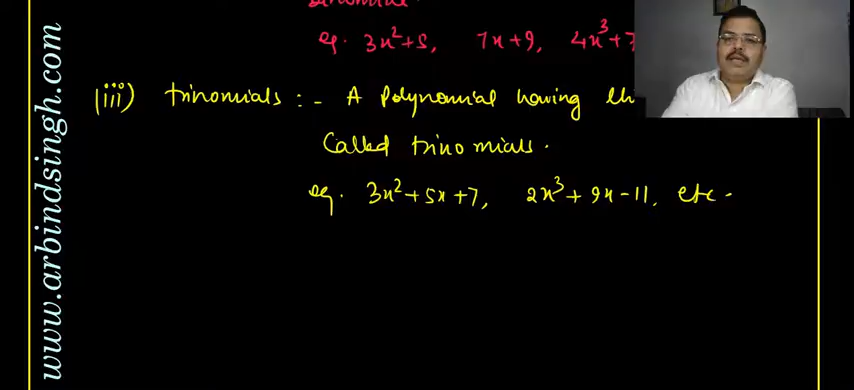 eg. 3x²+5, 7x+9, 4x³+7
(iii) trinomials :- A polynomial having
Called trinomials.
eg. 3x²+5x+7, 2x³+9x-11, etc.
www.arbindsingh.com